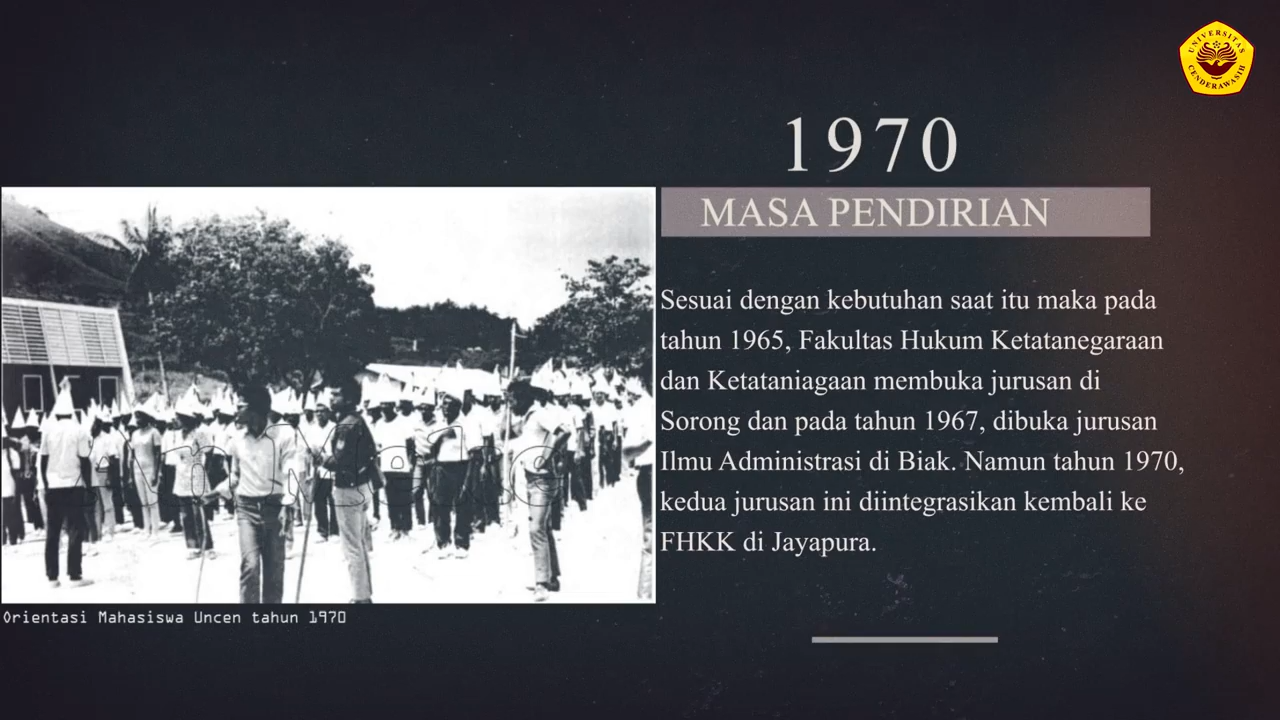 UNIVERSITAS
CENDERAWASIH
1970
MASA PENDIRIAN
Sesuai dengan kebutuhan saat itu maka pada
tahun 1965, Fakultas Hukum Ketatanegaraan
dan Ketataniagaan membuka jurusan di
Sorong dan pada tahun 1967, dibuka jurusan
Ilmu Administrasi di Biak. Namun tahun 1970,
kedua jurusan ini diintegrasikan kembali ke
FHKK di Jayapura.
Orientasi Mahasiswa Uncen tahun 1970